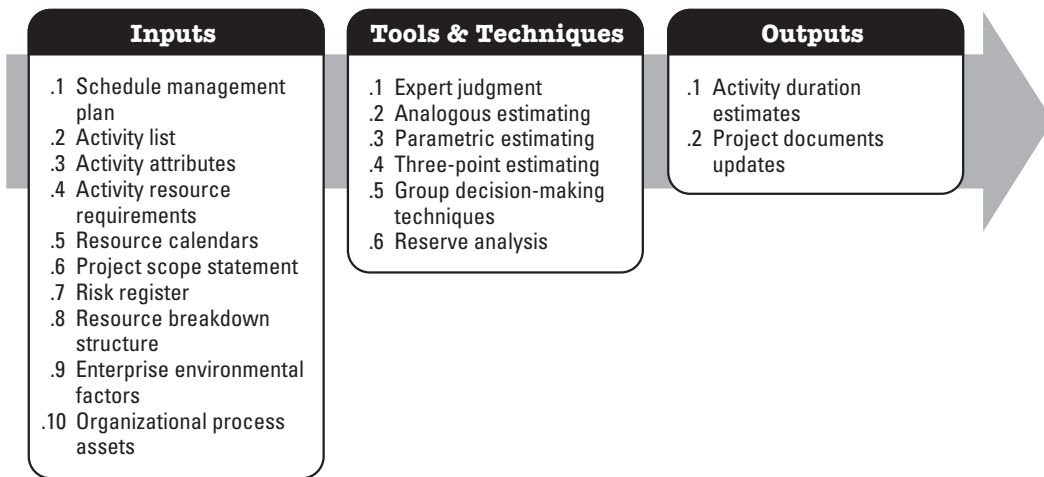 Inputs
.1 Schedule management
plan
.2 Activity list
.3 Activity attributes
.4 Activity resource
requirements
.5 Resource calendars
.6 Project scope statement
.7 Risk register
.8 Resource breakdown
structure
.9 Enterprise environmental
factors
.10 Organizational process
assets
Tools & Techniques
.1 Expert judgment
.2 Analogous estimating
.3 Parametric estimating
.4 Three-point estimating
.5 Group decision-making
techniques
.6 Reserve analysis
Outputs
.1 Activity duration
estimates
.2 Project documents
updates